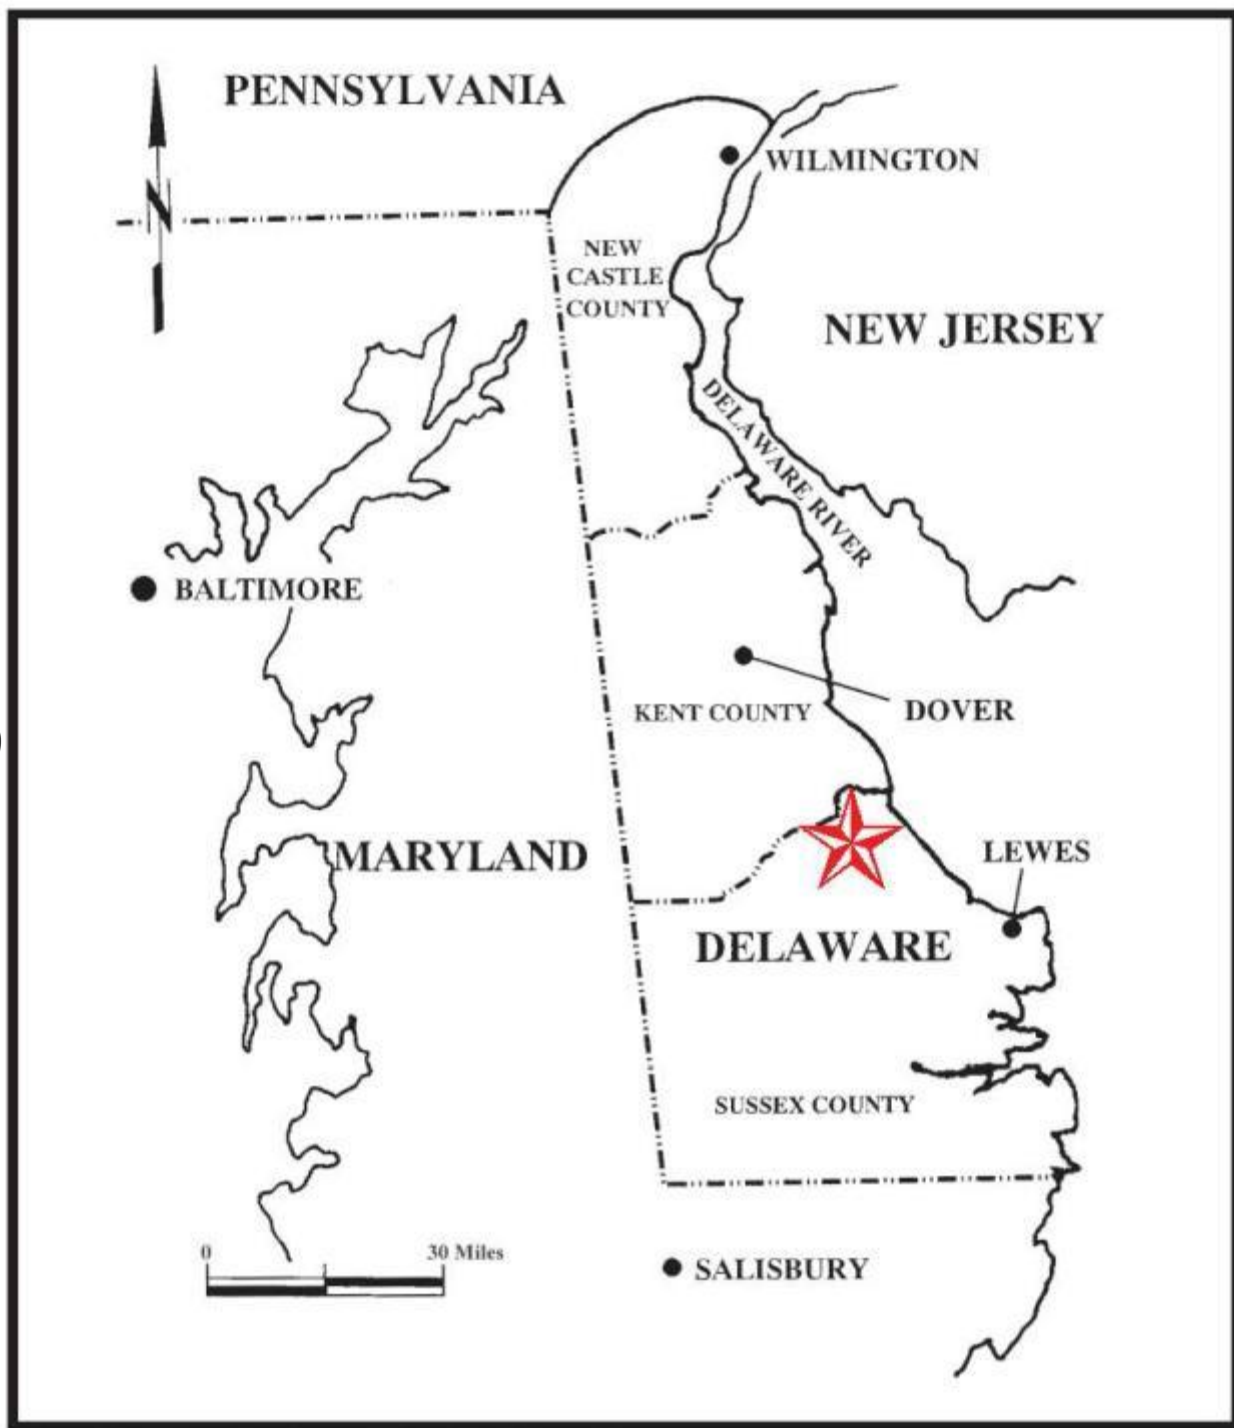 PENNSYLVANIA
N
WILMINGTON
NEW
CASTLE
COUNTY
NEW JERSEY
DELAWARE RIVER
BALTIMORE
KENT COUNTY
DOVER
MARYLAND
LEWES
DELAWARE
SUSSEX COUNTY
0 30 Miles
SALISBURY